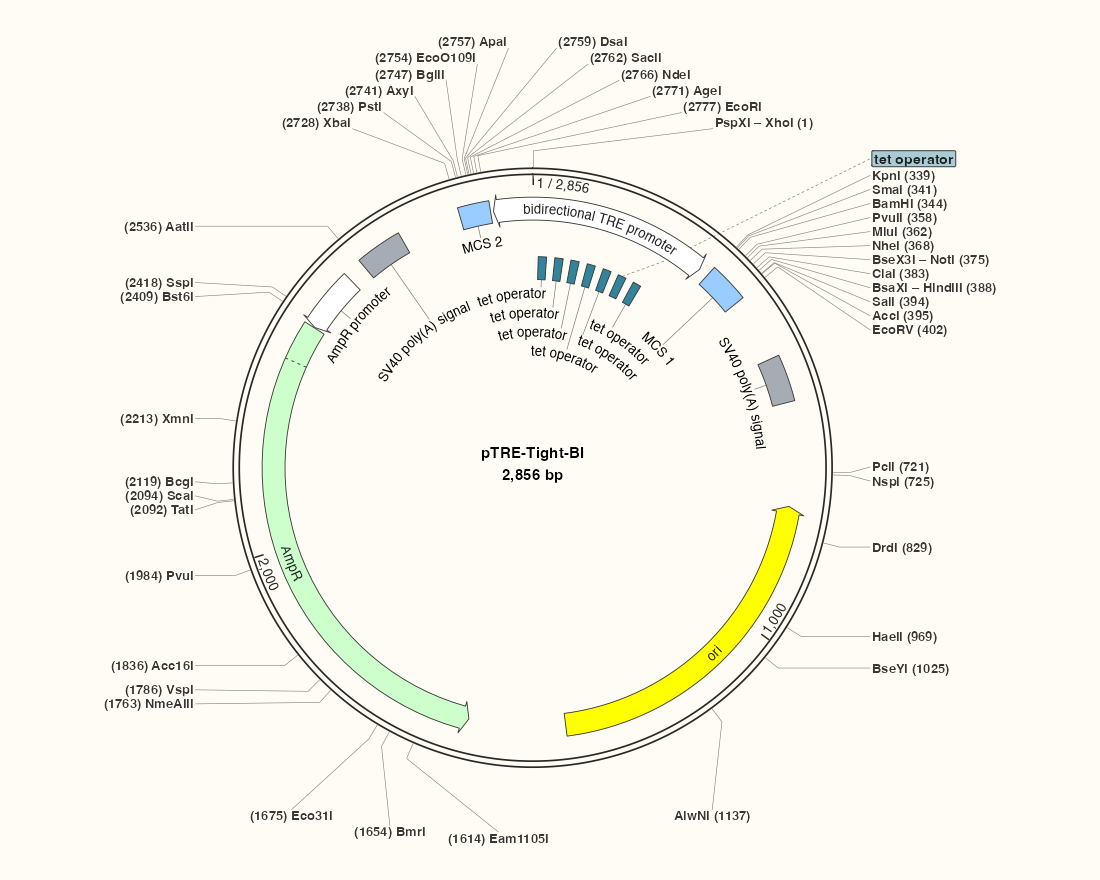 (2757) ApaI
(2754) EcoO109I
(2747) BglII
(2741) AxyI
(2738) PstI
(2728) XbaI
(2759) DsaI
(2762) SacII
(2766) NdeI
(2771) AgeI
(2777) EcoRI
PspXI – XhoI (1)
tet operator
KpnI (339)
SmaI (341)
BamHI (344)
PvuII (358)
MluI (362)
NheI (368)
BseX3I – NotI (375)
ClaI (383)
BsaXI – HindIII (388)
SalI (394)
AccI (395)
EcoRV (402)
PciI (721)
NspI (725)
DrdI (829)
HaeII (969)
BseYI (1025)
AlwNI (1137)
(1614) Eam1105I
(1654) BmrI
(1675) Eco31I
(1763) NmeAIII
(1786) VspI
(1836) Acc16I
(1984) PvuI
(2092) TatI
(2094) ScaI
(2119) BcgI
(2213) XmnI
(2409) Bst6I
(2418) SspI
(2536) AatII
1 / 2,856
1,000
2,000
bidirectional TRE promoter
MCS 2
tet operator
tet operator
tet operator
tet operator
tet operator
tet operator
MCS 1
SV40 poly(A) signal
ori
AmpR
AmpR promoter
SV40 poly(A) signal
pTRE-Tight-BI
2,856 bp